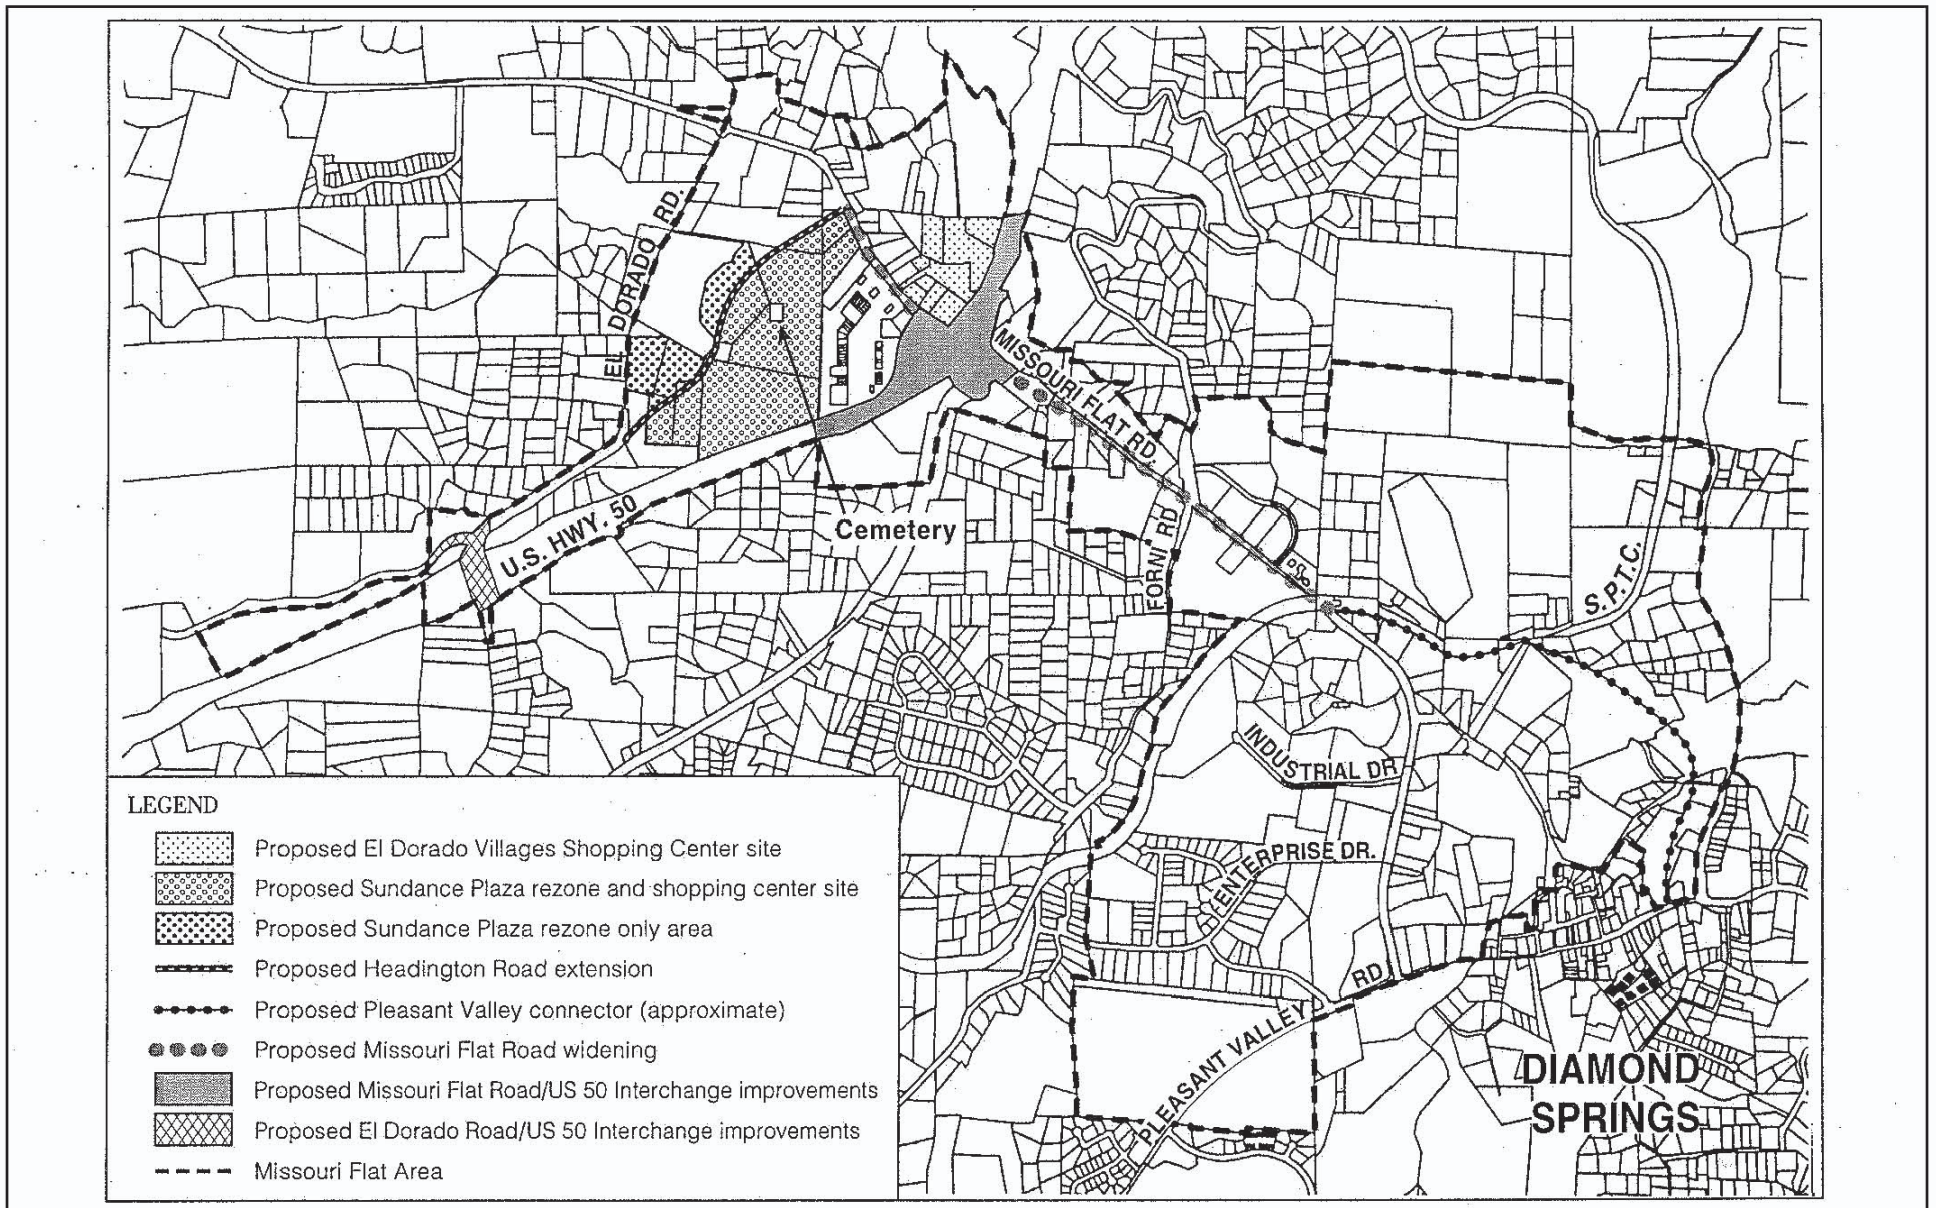 EL DORADO RD.
MISSOURI FLAT RD.
U.S. HWY. 50
Cemetery
FORNI RD
S.P.T.C.
INDUSTRIAL DR
ENTERPRISE DR.
PLEASANT VALLEY RD.
DIAMOND
SPRINGS
LEGEND
Proposed El Dorado Villages Shopping Center site
Proposed Sundance Plaza rezone and shopping center site
Proposed Sundance Plaza rezone only area
Proposed Headington Road extension
Proposed Pleasant Valley connector (approximate)
Proposed Missouri Flat Road widening
Proposed Missouri Flat Road/US 50 Interchange improvements
Proposed El Dorado Road/US 50 Interchange improvements
Missouri Flat Area